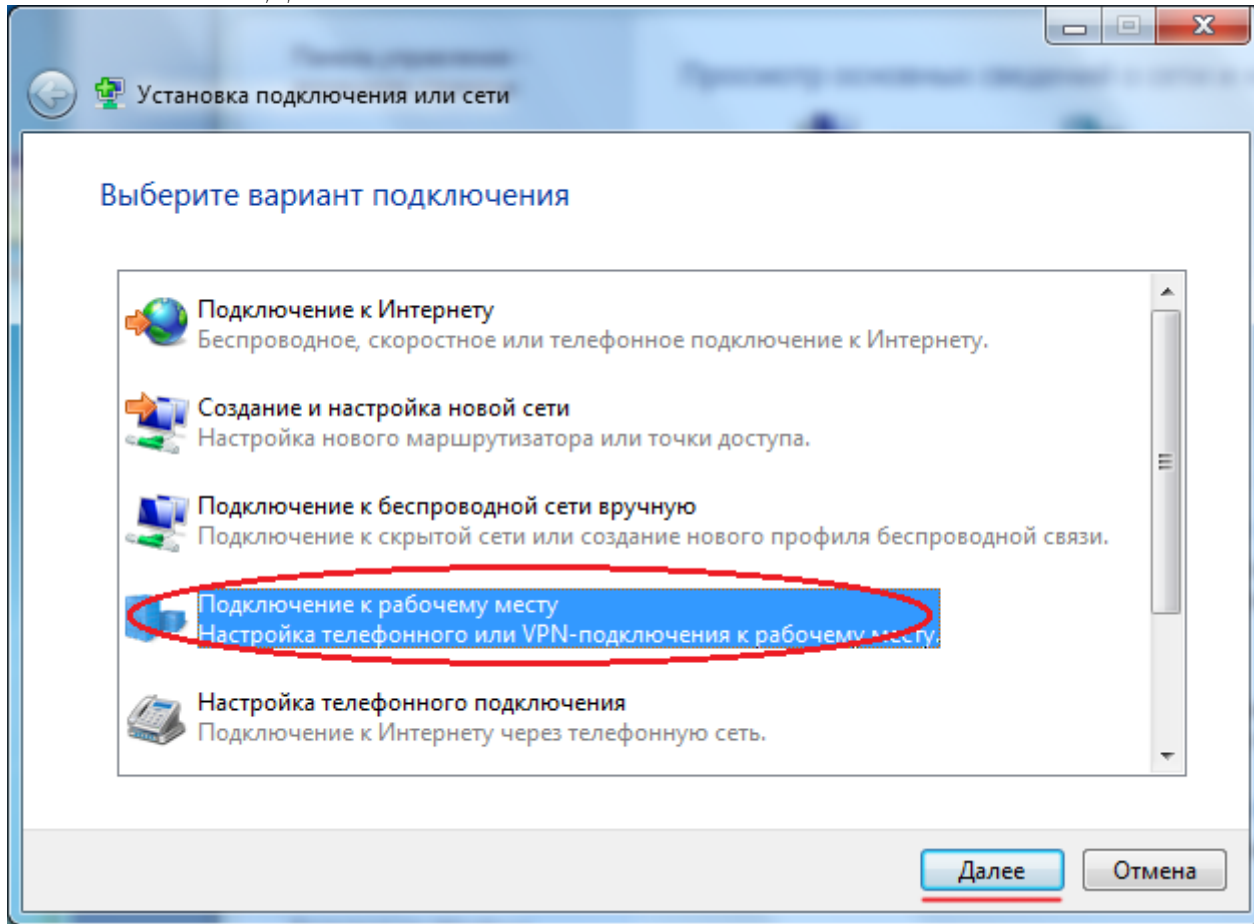 Установка подключения или сети
Выберите вариант подключения
Подключение к Интернету
Беспроводное, скоростное или телефонное подключение к Интернету.
Создание и настройка новой сети
Настройка нового маршрутизатора или точки доступа.
Подключение к беспроводной сети вручную
Подключение к скрытой сети или создание нового профиля беспроводной связи.
Подключение к рабочему месту
Настройка телефонного или VPN-подключения к рабочему месту.
Настройка телефонного подключения
Подключение к Интернету через телефонную сеть.
Далее
Отмена